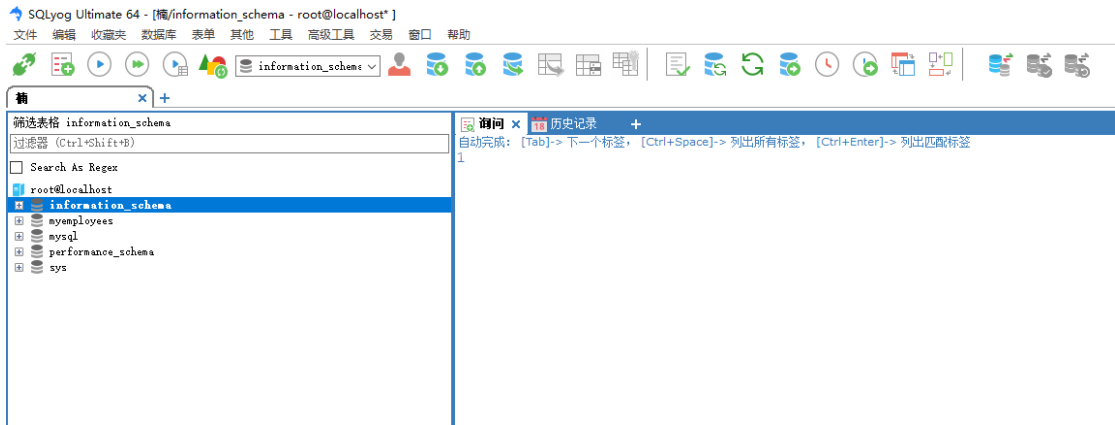 SQLyog Ultimate 64 - [楠/information_schema - root@localhost* ]
文件 编辑 收藏夹 数据库 表单 其他 工具 高级工具 交易 窗口 帮助
information_schema
楠
筛选表格 information_schema
过滤器 (Ctrl+Shift+B)
Search As Regex
root@localhost
information_schema
myemployees
mysql
performance_schema
sys
询问 18 历史记录
自动完成: [Tab]-> 下一个标签, [Ctrl+Space]-> 列出所有标签, [Ctrl+Enter]-> 列出匹配标签
1